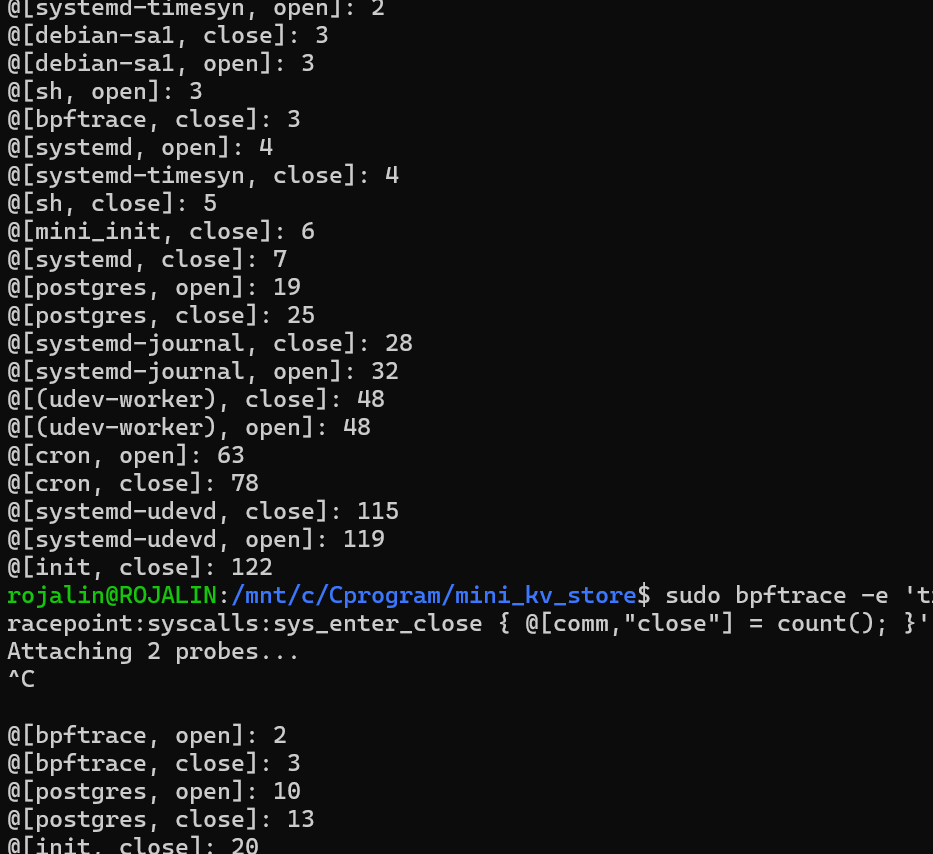 @[systemd-timesyn, open]: 2
@[debian-sa1, close]: 3
@[debian-sa1, open]: 3
@[sh, open]: 3
@[bpftrace, close]: 3
@[systemd, open]: 4
@[systemd-timesyn, close]: 4
@[sh, close]: 5
@[mini_init, close]: 6
@[systemd, close]: 7
@[postgres, open]: 19
@[postgres, close]: 25
@[systemd-journal, close]: 28
@[systemd-journal, open]: 32
@[(udev-worker), close]: 48
@[(udev-worker), open]: 48
@[cron, open]: 63
@[cron, close]: 78
@[systemd-udevd, close]: 115
@[systemd-udevd, open]: 119
@[init, close]: 122
rojalin@ROJALIN:/mnt/c/Cprogram/mini_kv_store$ sudo bpftrace -e 't
racepoint:syscalls:sys_enter_close { @[comm,"close"] = count(); }'
Attaching 2 probes...
^C
@[bpftrace, open]: 2
@[bpftrace, close]: 3
@[postgres, open]: 10
@[postgres, close]: 13
@[init, close]: 20